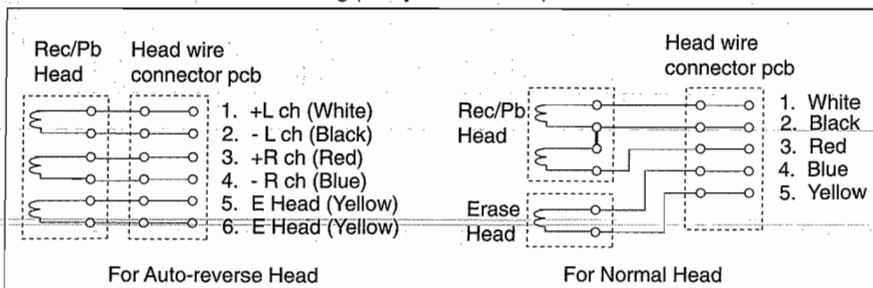 Rec/Pb Head
Head wire connector pcb
1. +L ch (White)
2. - L ch (Black)
3. +R ch (Red)
4. - R ch (Blue)
5. E Head (Yellow)
6. E Head (Yellow)
For Auto-reverse Head
Rec/Pb Head
Erase Head
Head wire connector pcb
1. White
2. Black
3. Red
4. Blue
5. Yellow
For Normal Head